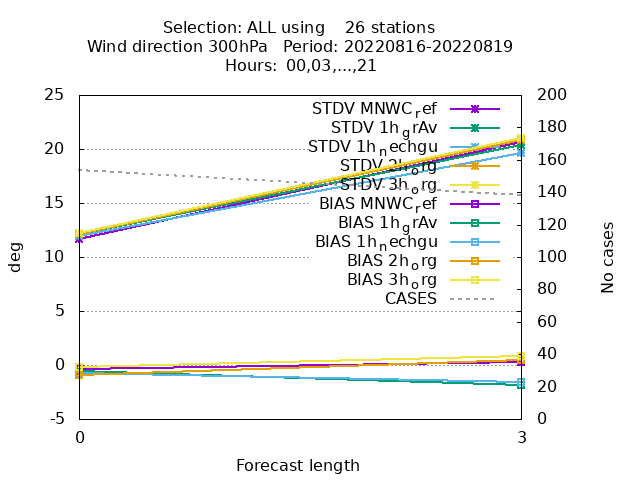 Selection: ALL using 26 stations
Wind direction 300hPa Period: 20220816-20220819
Hours: 00,03,...,21
25
20
15
10
5
0
-5
deg
200
180
160
140
120
100
80
60
40
20
0
No cases
STDV MNWC_ref
STDV 1h_grAv
STDV 1h_nechgu
STDV 2h_org
STDV 3h_org
BIAS MNWC_ref
BIAS 1h_grAv
BIAS 1h_nechgu
BIAS 2h_org
BIAS 3h_org
CASES
0
3
Forecast length